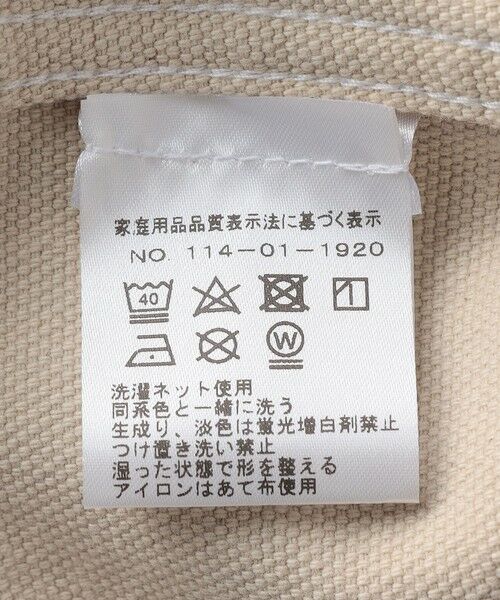 家庭用品品質表示法に基づく表示
NO. 114-01-1920
40
W
洗濯ネット使用
同系色と一緒に洗う
生成り、淡色は蛍光増白剤禁止
つけ置き洗い禁止
湿った状態で形を整える
アイロンはあて布使用